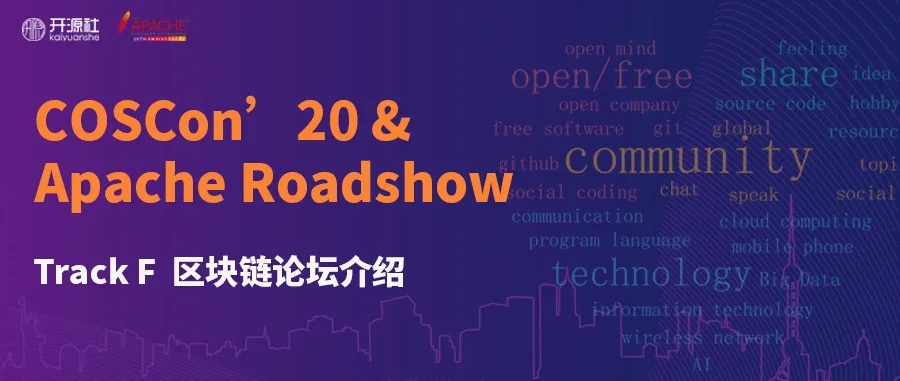 开源社
kaiyuanshe
APACHE
COSCon’20 &
Apache Roadshow
Track F 区块链论坛介绍
open mind
feeling
open/free
share
idea
open company
source code
hobby
free software
git
global
resourc
github
community
topi
social coding
chat
speak
social
communication
cloud computing
program language
mobile phone
technology
Big Data
information technology
wireless network
AI